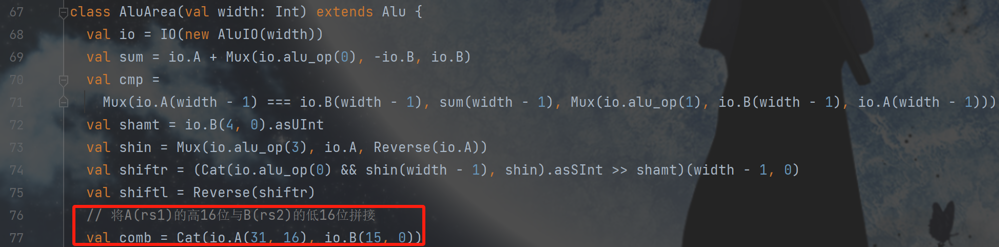 67 class AluArea(val width: Int) extends Alu {
68 val io = IO(new AluIO(width))
69 val sum = io.A + Mux(io.alu_op(0), -io.B, io.B)
70 val cmp =
71 Mux(io.A(width - 1) === io.B(width - 1), sum(width - 1), Mux(io.alu_op(1), io.B(width - 1), io.A(width - 1)))
72 val shamt = io.B(4, 0).asUInt
73 val shin = Mux(io.alu_op(3), io.A, Reverse(io.A))
74 val shiftr = (Cat(io.alu_op(0) && shin(width - 1), shin).asSInt >> shamt)(width - 1, 0)
75 val shiftl = Reverse(shiftr)
76 // 将A(rs1)的高16位与B(rs2)的低16位拼接
77 val comb = Cat(io.A(31, 16), io.B(15, 0))